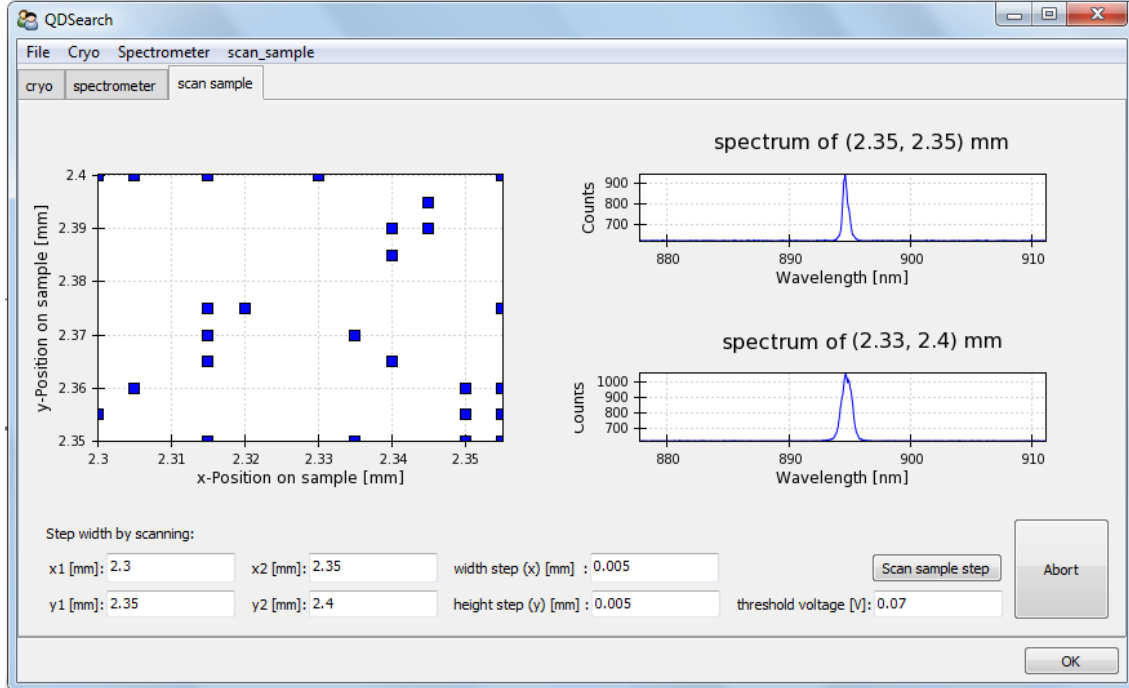 QDSearch
File Cryo Spectrometer scan_sample
cryo spectrometer scan sample
2.4
2.39
2.38
2.37
2.36
2.35
y-Position on sample [mm]
2.3 2.31 2.32 2.33 2.34 2.35
x-Position on sample [mm]
spectrum of (2.35, 2.35) mm
900
800
700
Counts
880 890 900 910
Wavelength [nm]
spectrum of (2.33, 2.4) mm
1000
900
800
700
Counts
880 890 900 910
Wavelength [nm]
Step width by scanning:
x1 [mm]: 2.3 x2 [mm]: 2.35 width step (x) [mm] : 0.005 Scan sample step
y1 [mm]: 2.35 y2 [mm]: 2.4 height step (y) [mm] : 0.005 threshold voltage [V]: 0.07
Abort
OK